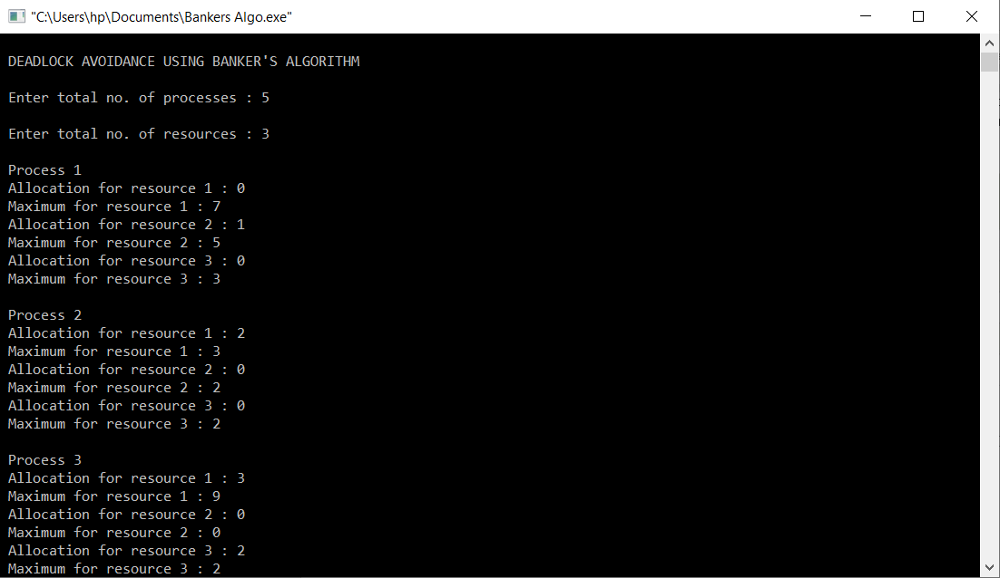 "C:\Users\hp\Documents\Bankers Algo.exe"
DEADLOCK AVOIDANCE USING BANKER'S ALGORITHM
Enter total no. of processes : 5
Enter total no. of resources : 3
Process 1
Allocation for resource 1 : 0
Maximum for resource 1 : 7
Allocation for resource 2 : 1
Maximum for resource 2 : 5
Allocation for resource 3 : 0
Maximum for resource 3 : 3
Process 2
Allocation for resource 1 : 2
Maximum for resource 1 : 3
Allocation for resource 2 : 0
Maximum for resource 2 : 2
Allocation for resource 3 : 0
Maximum for resource 3 : 2
Process 3
Allocation for resource 1 : 3
Maximum for resource 1 : 9
Allocation for resource 2 : 0
Maximum for resource 2 : 0
Allocation for resource 3 : 2
Maximum for resource 3 : 2